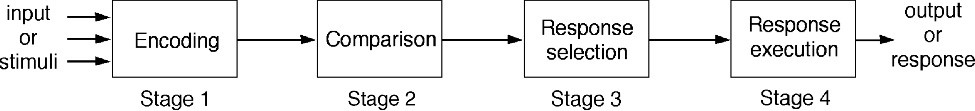 input
or
stimuli
Encoding
Stage 1
Comparison
Stage 2
Response
selection
Stage 3
Response
execution
Stage 4
output
or
response